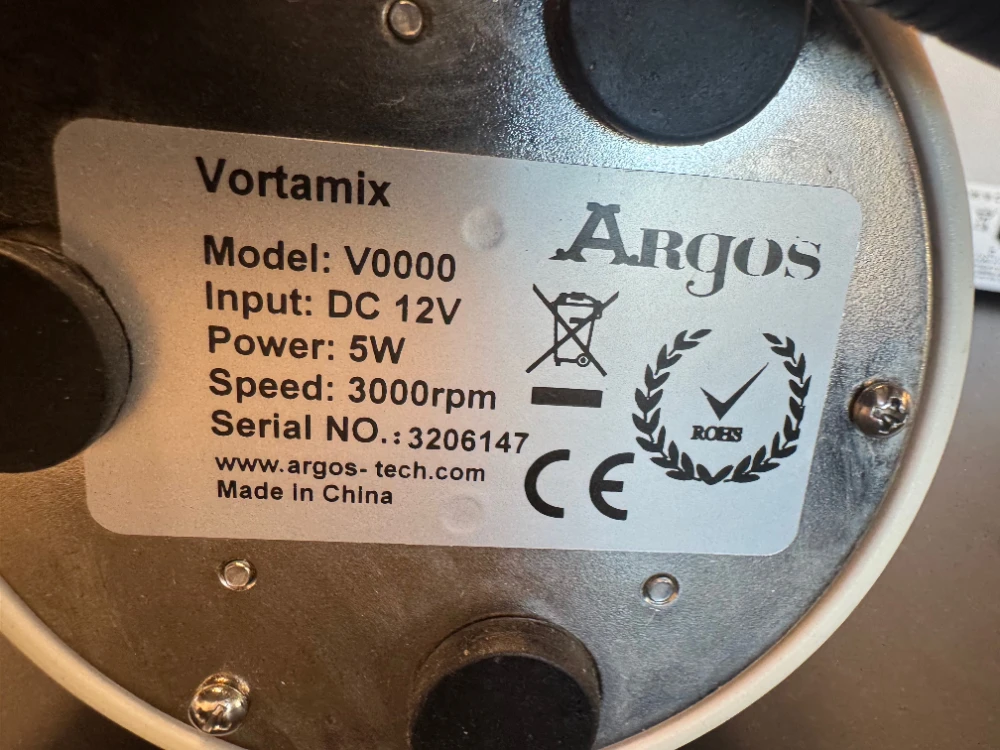 Vortamix
Model: V0000
Input: DC 12V
Power: 5W
Speed: 3000rpm
Serial NO.: 3206147
www.argos- tech.com
Made in China
ARgOS
ROHS
CE